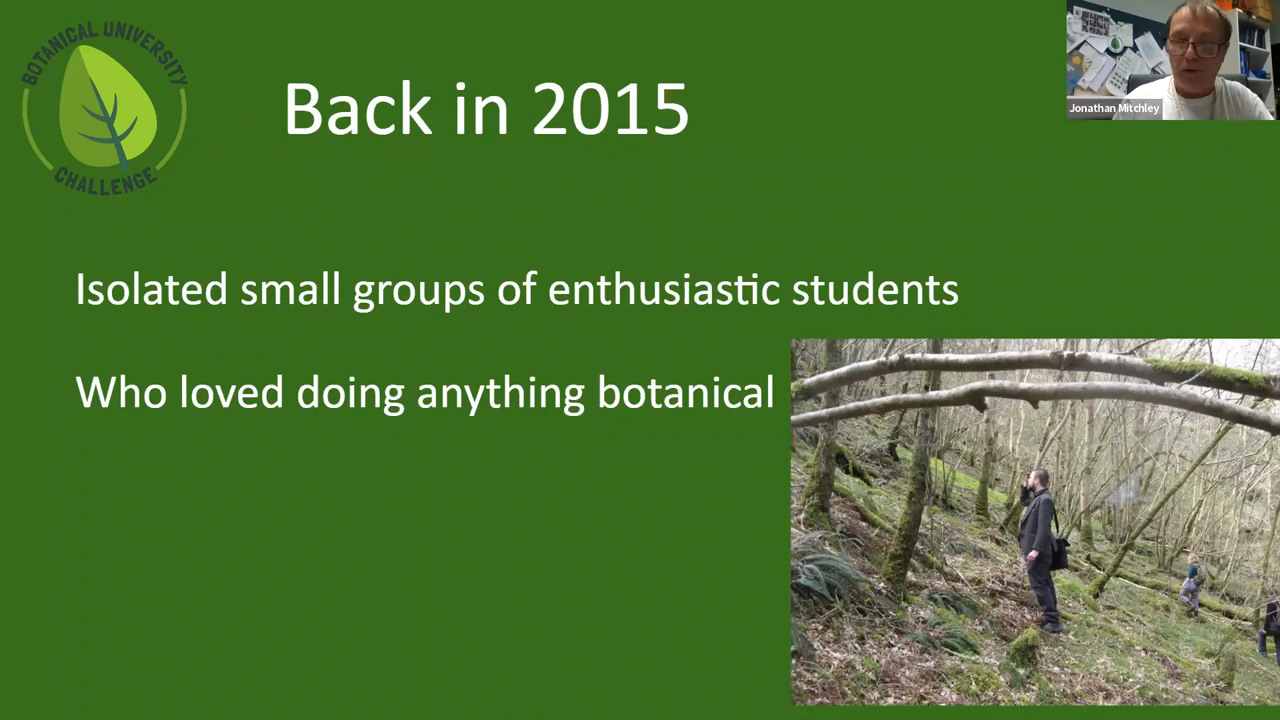 BOTANICAL UNIVERSITY
CHALLENGE
Back in 2015
Jonathan Mitchley
Isolated small groups of enthusiastic students
Who loved doing anything botanical